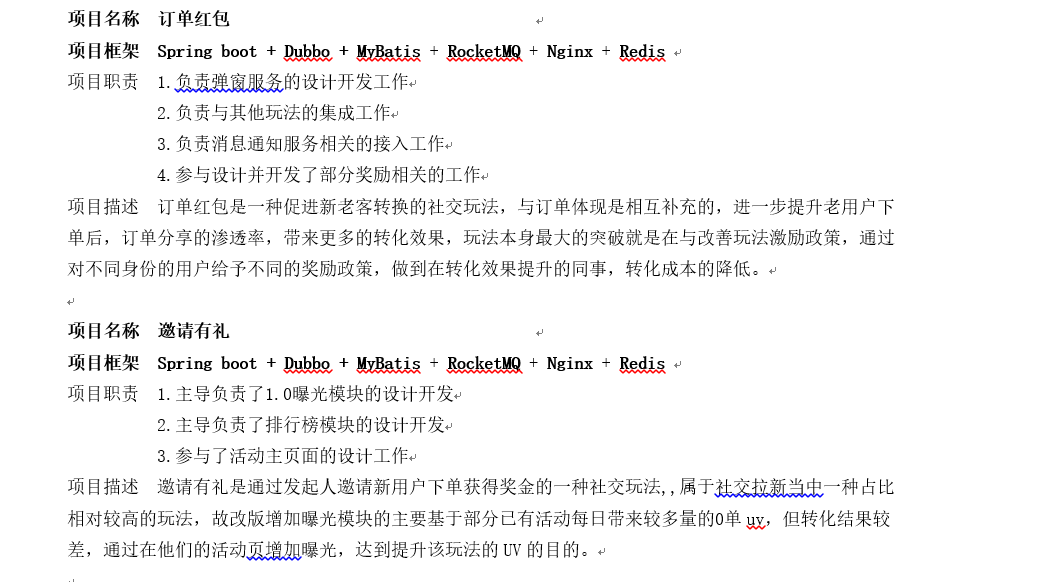 项目名称 订单红包
项目框架 Spring boot + Dubbo + MyBatis + RocketMQ + Nginx + Redis
项目职责 1.负责弹窗服务的设计开发工作
2.负责与其他玩法的集成工作
3.负责消息通知服务相关的接入工作
4.参与设计并开发了部分奖励相关的工作
项目描述 订单红包是一种促进新老客转换的社交玩法，与订单体现是相互补充的，进一步提升老用户下
单后，订单分享的渗透率，带来更多的转化效果，玩法本身最大的突破就是在与改善玩法激励政策，通过
对不同身份的用户给予不同的奖励政策，做到在转化效果提升的同事，转化成本的降低。
项目名称 邀请有礼
项目框架 Spring boot + Dubbo + MyBatis + RocketMQ + Nginx + Redis
项目职责 1.主导负责了1.0曝光模块的设计开发
2.主导负责了排行榜模块的设计开发
3.参与了活动主页面的设计工作
项目描述 邀请有礼是通过发起人邀请新用户下单获得奖金的一种社交玩法,,属于社交拉新当中一种占比
相对较高的玩法，故改版增加曝光模块的主要基于部分已有活动每日带来较多量的0单 uv，但转化结果较
差，通过在他们的活动页增加曝光，达到提升该玩法的 UV 的目的。